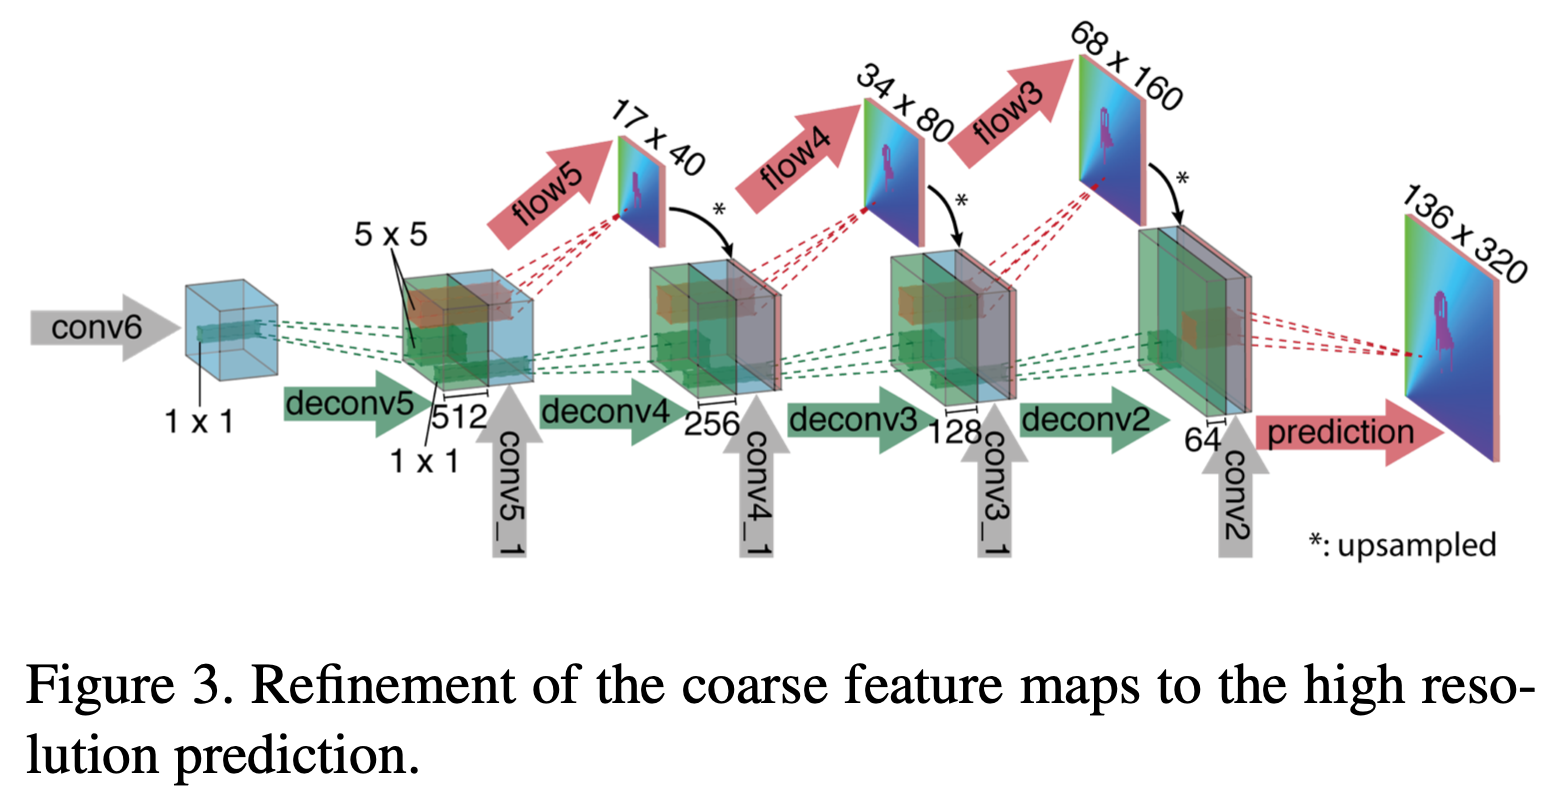 68 x 160
34 x 80
flow3
17 x 40
flow4
flow5
*
*
*
136 x 320
5 x 5
conv6
1 x 1
deconv5
512
deconv4
256
deconv3
128
deconv2
64
prediction
1 x 1
conv5_1
conv4_1
conv3_1
conv2
*: upsampled
Figure 3. Refinement of the coarse feature maps to the high reso-
lution prediction.